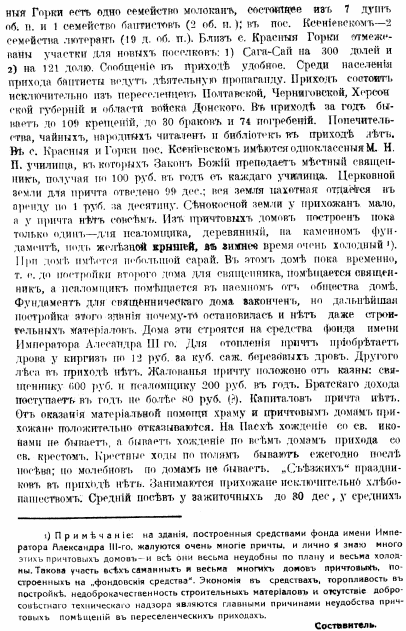 ныя Горки есть одно семейство молоканъ, состоящее изъ 7 душъ
об. п. и 1 семейство баптистовъ (2 об. п.); въ пос. Ксеніевскомъ—2
семейства лютеранъ (19 д. об. п.). Близъ с. Красныя Горки отмеже-
ваны участки для новыхъ поселковъ: 1) Сага-Сай на 300 долей и
2) на 121 долю. Сообщеніе въ приходѣ удобное. Среди населенія
прихода баптисты ведутъ дѣятельную пропаганду. Приходъ состоитъ
исключительно изъ переселенцевъ Полтавской, Черниговской, Херсон
ской губерній и области войска Донского. Въ приходѣ за годъ бы-
ваетъ до 109 крещеній, до 30 браковъ и 74 погребеній. Попечитель-
ства, чайныхъ, народныхъ читаленъ и библіотекъ въ приходѣ нѣтъ.
Въ с. Красныя и Горки пос. Ксеніевскомъ имѣются одноклассныя М. Н.
П. училища, въ которыхъ Законъ Божій преподаетъ мѣстный священ-
никъ, получая по 100 руб. въ годъ съ каждаго училища. Церковной
земли для причта отведено 99 дес.; вся земля пахотная отдается въ
аренду по 1 руб. за десятину. Сѣнокосной земли у прихожанъ мало,
а у причта нѣтъ совсѣмъ. Изъ причтовыхъ домовъ построенъ пока
только одинъ—для псаломщика, деревянный, на каменномъ фун-
даментѣ, подъ желѣзной крышей, въ зимнее время очень холодный ¹).
При домѣ имѣется небольшой сарай. Въ этомъ домѣ пока временно,
т. е. до постройки второго дома для священника, помѣщается священ-
никъ, а псаломщикъ помѣщается въ наемномъ отъ общества домѣ.
Фундаментъ для священническаго дома законченъ, но дальнѣйшая
постройка этого зданія почему-то остановилась и нѣтъ даже строи-
тельныхъ матеріаловъ. Дома эти строятся на средства фонда имени
Императора Алесандра III го. Для отопленія причтъ пріобрѣтаетъ
дрова у киргизъ по 12 руб. за куб. саж. березовыхъ дровъ. Другого
лѣса въ приходѣ нѣтъ. Жалованья причту положено отъ казны: свя-
щеннику 600 руб. и псаломщику 200 руб. въ годъ. Братскаго дохода
поступаетъ въ годъ не болѣе 80 руб. (?). Капиталовъ причта нѣтъ.
Отъ оказанія матеріальной помощи храму и причтовымъ домамъ при-
хожане положительно отказываются. На Пасхѣ хожденіе со св. ико-
нами не бываетъ, а бываетъ хожденіе по всѣмъ домамъ прихода со
св. крестомъ. Крестные ходы по полямъ бываютъ ежегодно послѣ
посѣва; но молебновъ по домамъ не бываетъ. „Съѣзжихъ“ праздни-
ковъ въ приходѣ нѣтъ. Занимаются прихожане исключительно хлѣбо-
пашествомъ. Средній посѣвъ у зажиточныхъ до 30 дес, у среднихъ
¹) Примѣчаніе: на зданія, построенныя средствами фонда имени Импе-
ратора Александра III-го, жалуются очень многіе причты, и лично я знаю много
этихъ причтовыхъ домовъ—и всѣ они весьма неудобны по плану и весьма холод-
ны. Такова участь всѣхъ саманныхъ и весьма многихъ домовъ причтовыхъ, по-
строенныхъ на „фондовскія средства“. Экономія въ средствахъ, торопливость въ
постройкѣ, недоброкачественность строительныхъ матеріаловъ и отсутствіе добро-
совѣстнаго техническаго надзора являются главными причинами неудобства прич-
товыхъ помѣщеній въ переселенческихъ приходахъ.
Составитель.